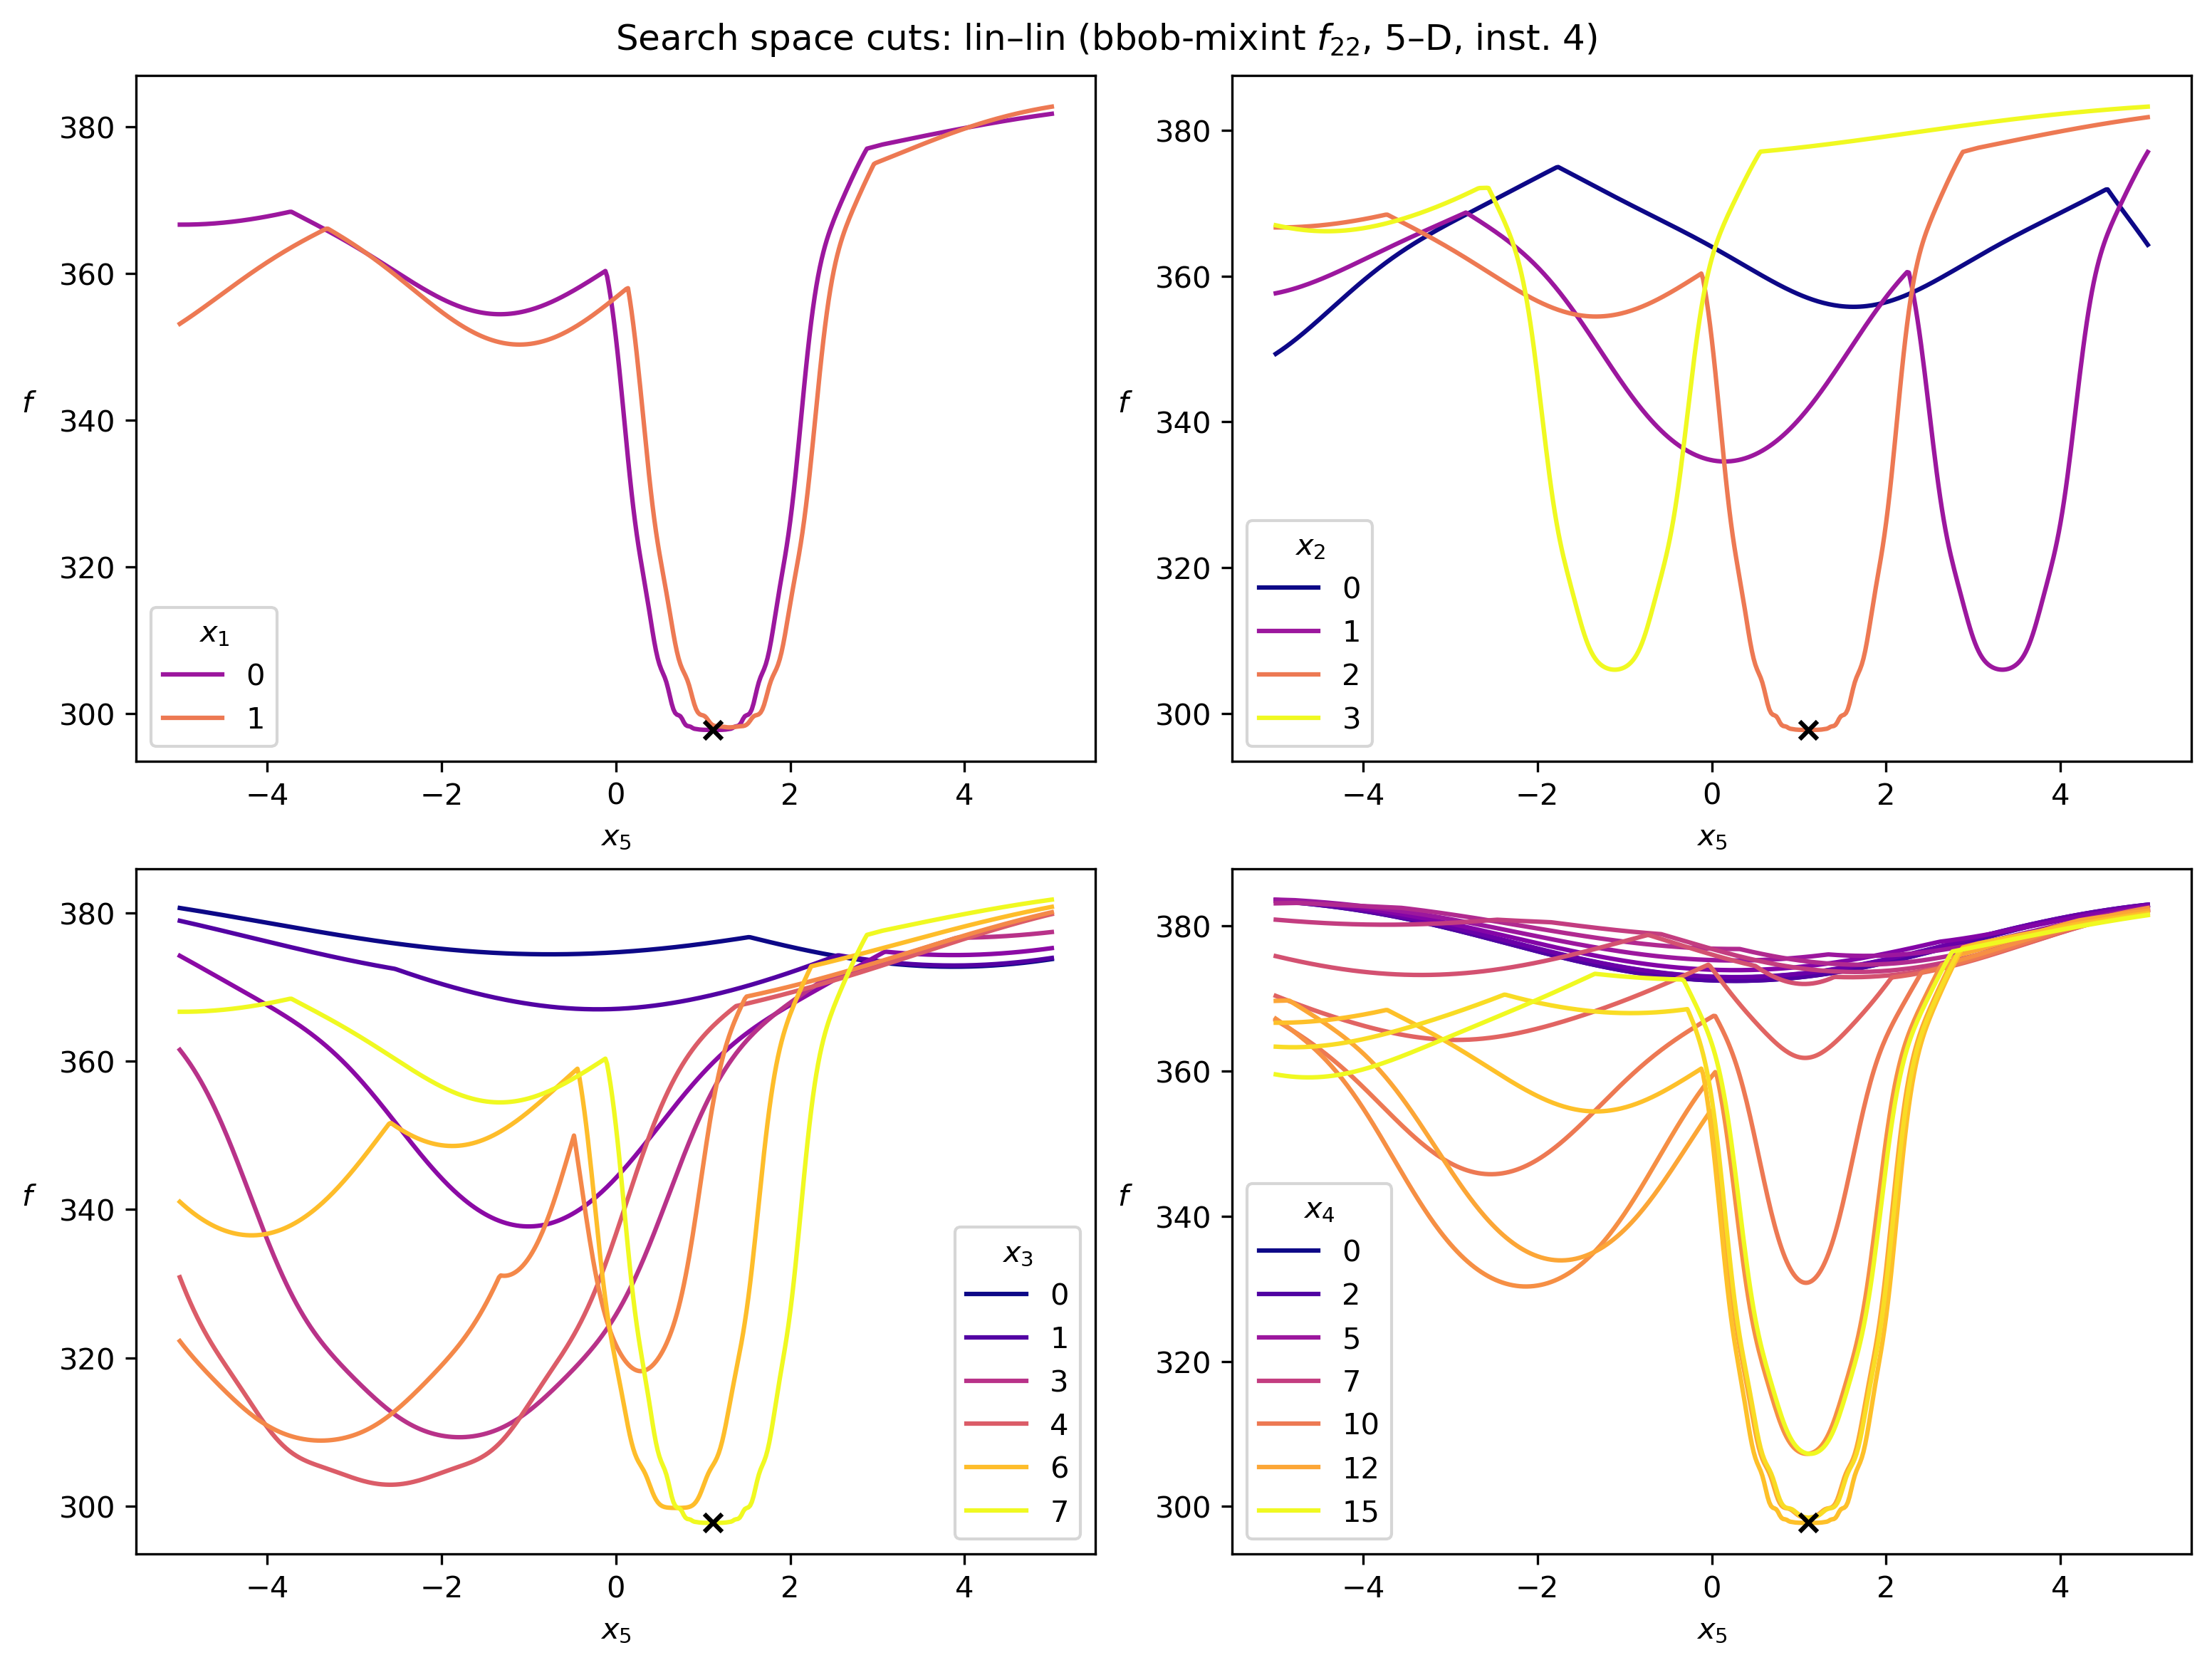 Search space cuts: lin–lin (bbob-mixint f₂₂, 5–D, inst. 4)
380
360
340
320
300
f
x₁
0
1
−4 −2 0 2 4
x₅
380
360
340
320
300
f
x₂
0
1
2
3
−4 −2 0 2 4
x₅
380
360
340
320
300
f
x₃
0
1
3
4
6
7
−4 −2 0 2 4
x₅
380
360
340
320
300
f
x₄
0
2
5
7
10
12
15
−4 −2 0 2 4
x₅